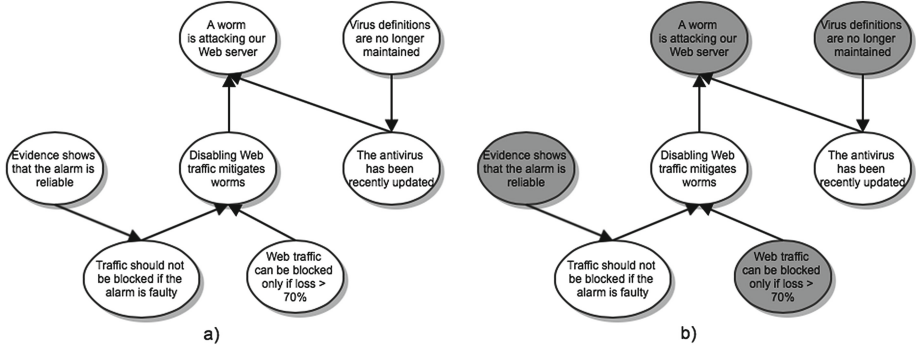 A worm
is attacking our
Web server
Virus definitions
are no longer
maintained
Evidence shows
that the alarm is
reliable
Disabling Web
traffic mitigates
worms
The antivirus
has been
recently updated
Traffic should not
be blocked if the
alarm is faulty
Web traffic
can be blocked
only if loss >
70%
a)
A worm
is attacking our
Web server
Virus definitions
are no longer
maintained
Evidence shows
that the alarm is
reliable
Disabling Web
traffic mitigates
worms
The antivirus
has been
recently updated
Traffic should not
be blocked if the
alarm is faulty
Web traffic
can be blocked
only if loss >
70%
b)